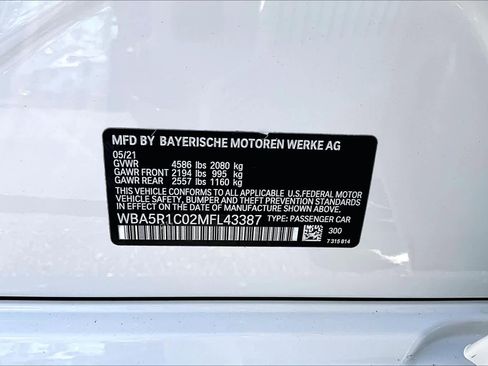 MFD BY BAYERISCHE MOTOREN WERKE AG
05/21
GVWR 4586 lbs 2080 kg
GAWR FRONT 2194 lbs 995 kg
GAWR REAR 2557 lbs 1160 kg
THIS VEHICLE CONFORMS TO ALL APPLICABLE U.S.FEDERAL MOTOR
VEHICLE SAFETY, BUMPER AND THEFT PREVENTION STANDARDS
IN EFFECT ON THE DATE OF MANUFACTURE SHOWN ABOVE.
WBA5R1C02MFL43387 TYPE: PASSENGER CAR
300
7 315 814